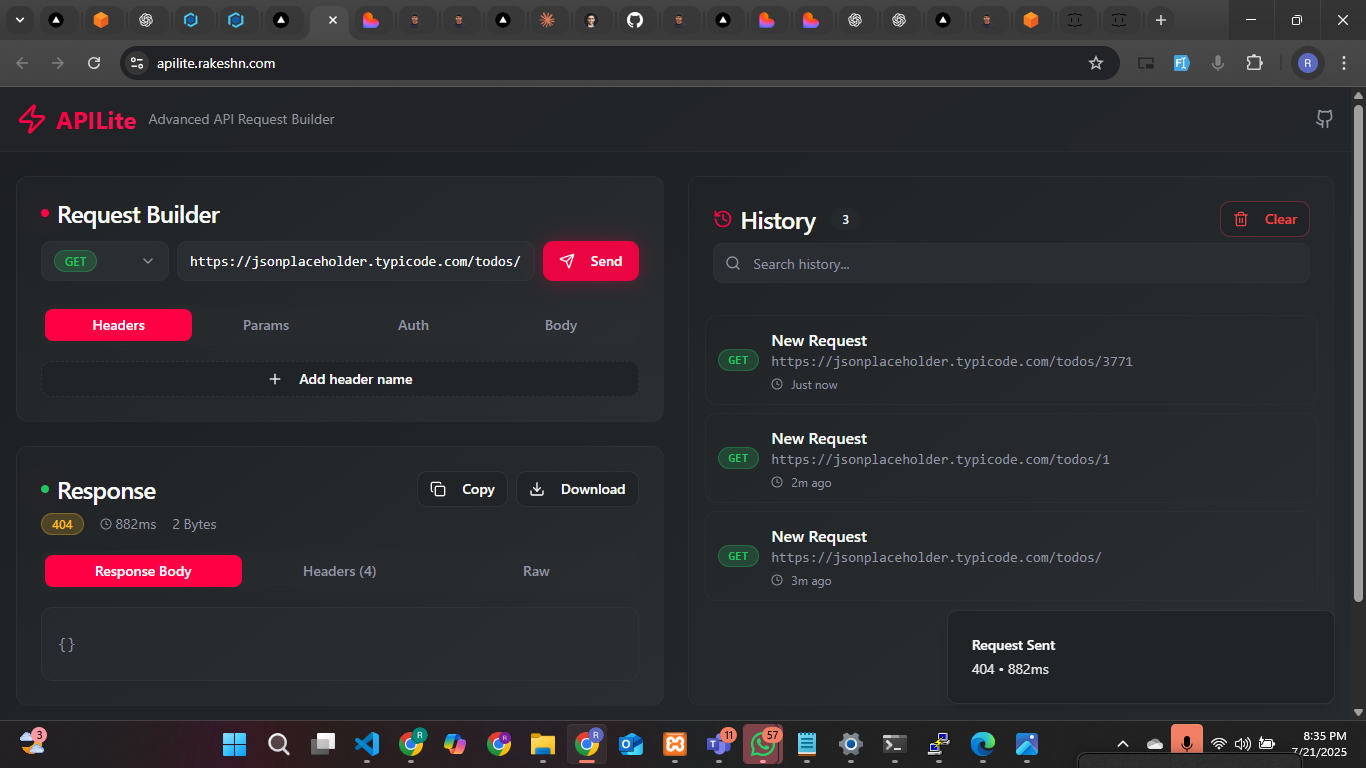 apilite.rakeshn.com
R
APILite Advanced API Request Builder
Request Builder
GET
https://jsonplaceholder.typicode.com/todos/
Send
Headers Params Auth Body
Add header name
Response
Copy Download
404 882ms 2 Bytes
Response Body Headers (4) Raw
{}
History 3
Clear
Search history...
New Request
GET https://jsonplaceholder.typicode.com/todos/3771
Just now
New Request
GET https://jsonplaceholder.typicode.com/todos/1
2m ago
New Request
GET https://jsonplaceholder.typicode.com/todos/
3m ago
Request Sent
404 • 882ms
3
R
R
11
57
8:35 PM
7/21/2025